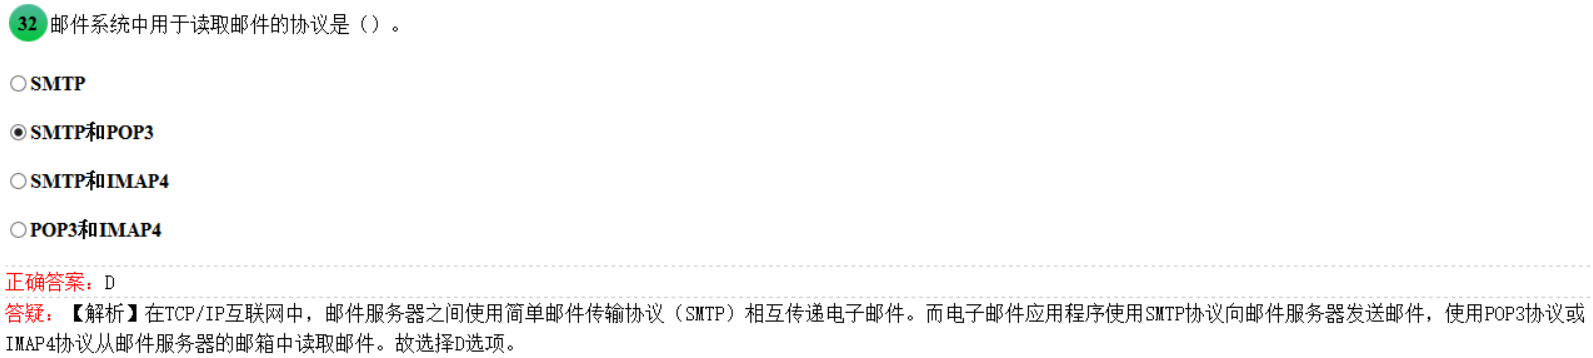 32 邮件系统中用于读取邮件的协议是（）。
SMTP
SMTP和POP3
SMTP和IMAP4
POP3和IMAP4
正确答案：D
答疑：【解析】在TCP/IP互联网中，邮件服务器之间使用简单邮件传输协议（SMTP）相互传递电子邮件。而电子邮件应用程序使用SMTP协议向邮件服务器发送邮件，使用POP3协议或
IMAP4协议从邮件服务器的邮箱中读取邮件。故选择D选项。